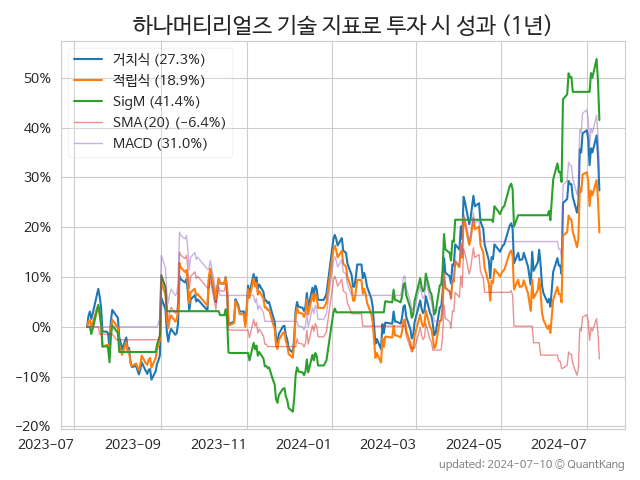 하나머티리얼즈 기술 지표로 투자 시 성과 (1년)
거치식 (27.3%)
적립식 (18.9%)
SigM (41.4%)
SMA(20) (−6.4%)
MACD (31.0%)
50%
40%
30%
20%
10%
0%
−10%
−20%
2023-07 2023-09 2023-11 2024-01 2024-03 2024-05 2024-07
updated: 2024-07-10 © QuantKang